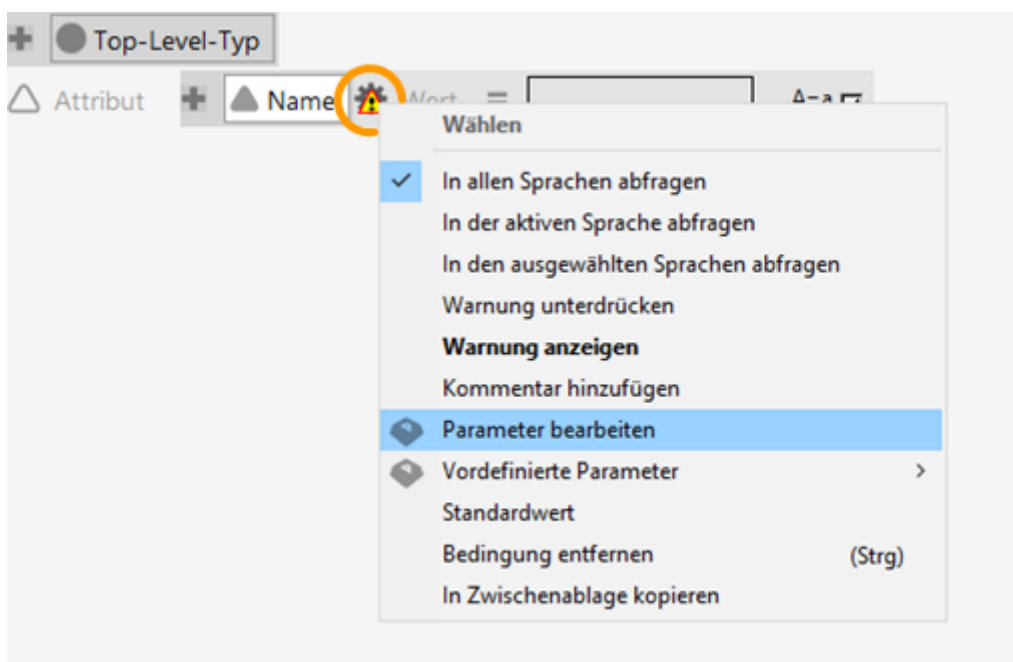 Top-Level-Typ
Attribut Name Wort =
Wählen
In allen Sprachen abfragen
In der aktiven Sprache abfragen
In den ausgewählten Sprachen abfragen
Warnung unterdrücken
Warnung anzeigen
Kommentar hinzufügen
Parameter bearbeiten
Vordefinierte Parameter
Standardwert
Bedingung entfernen (Strg)
In Zwischenablage kopieren